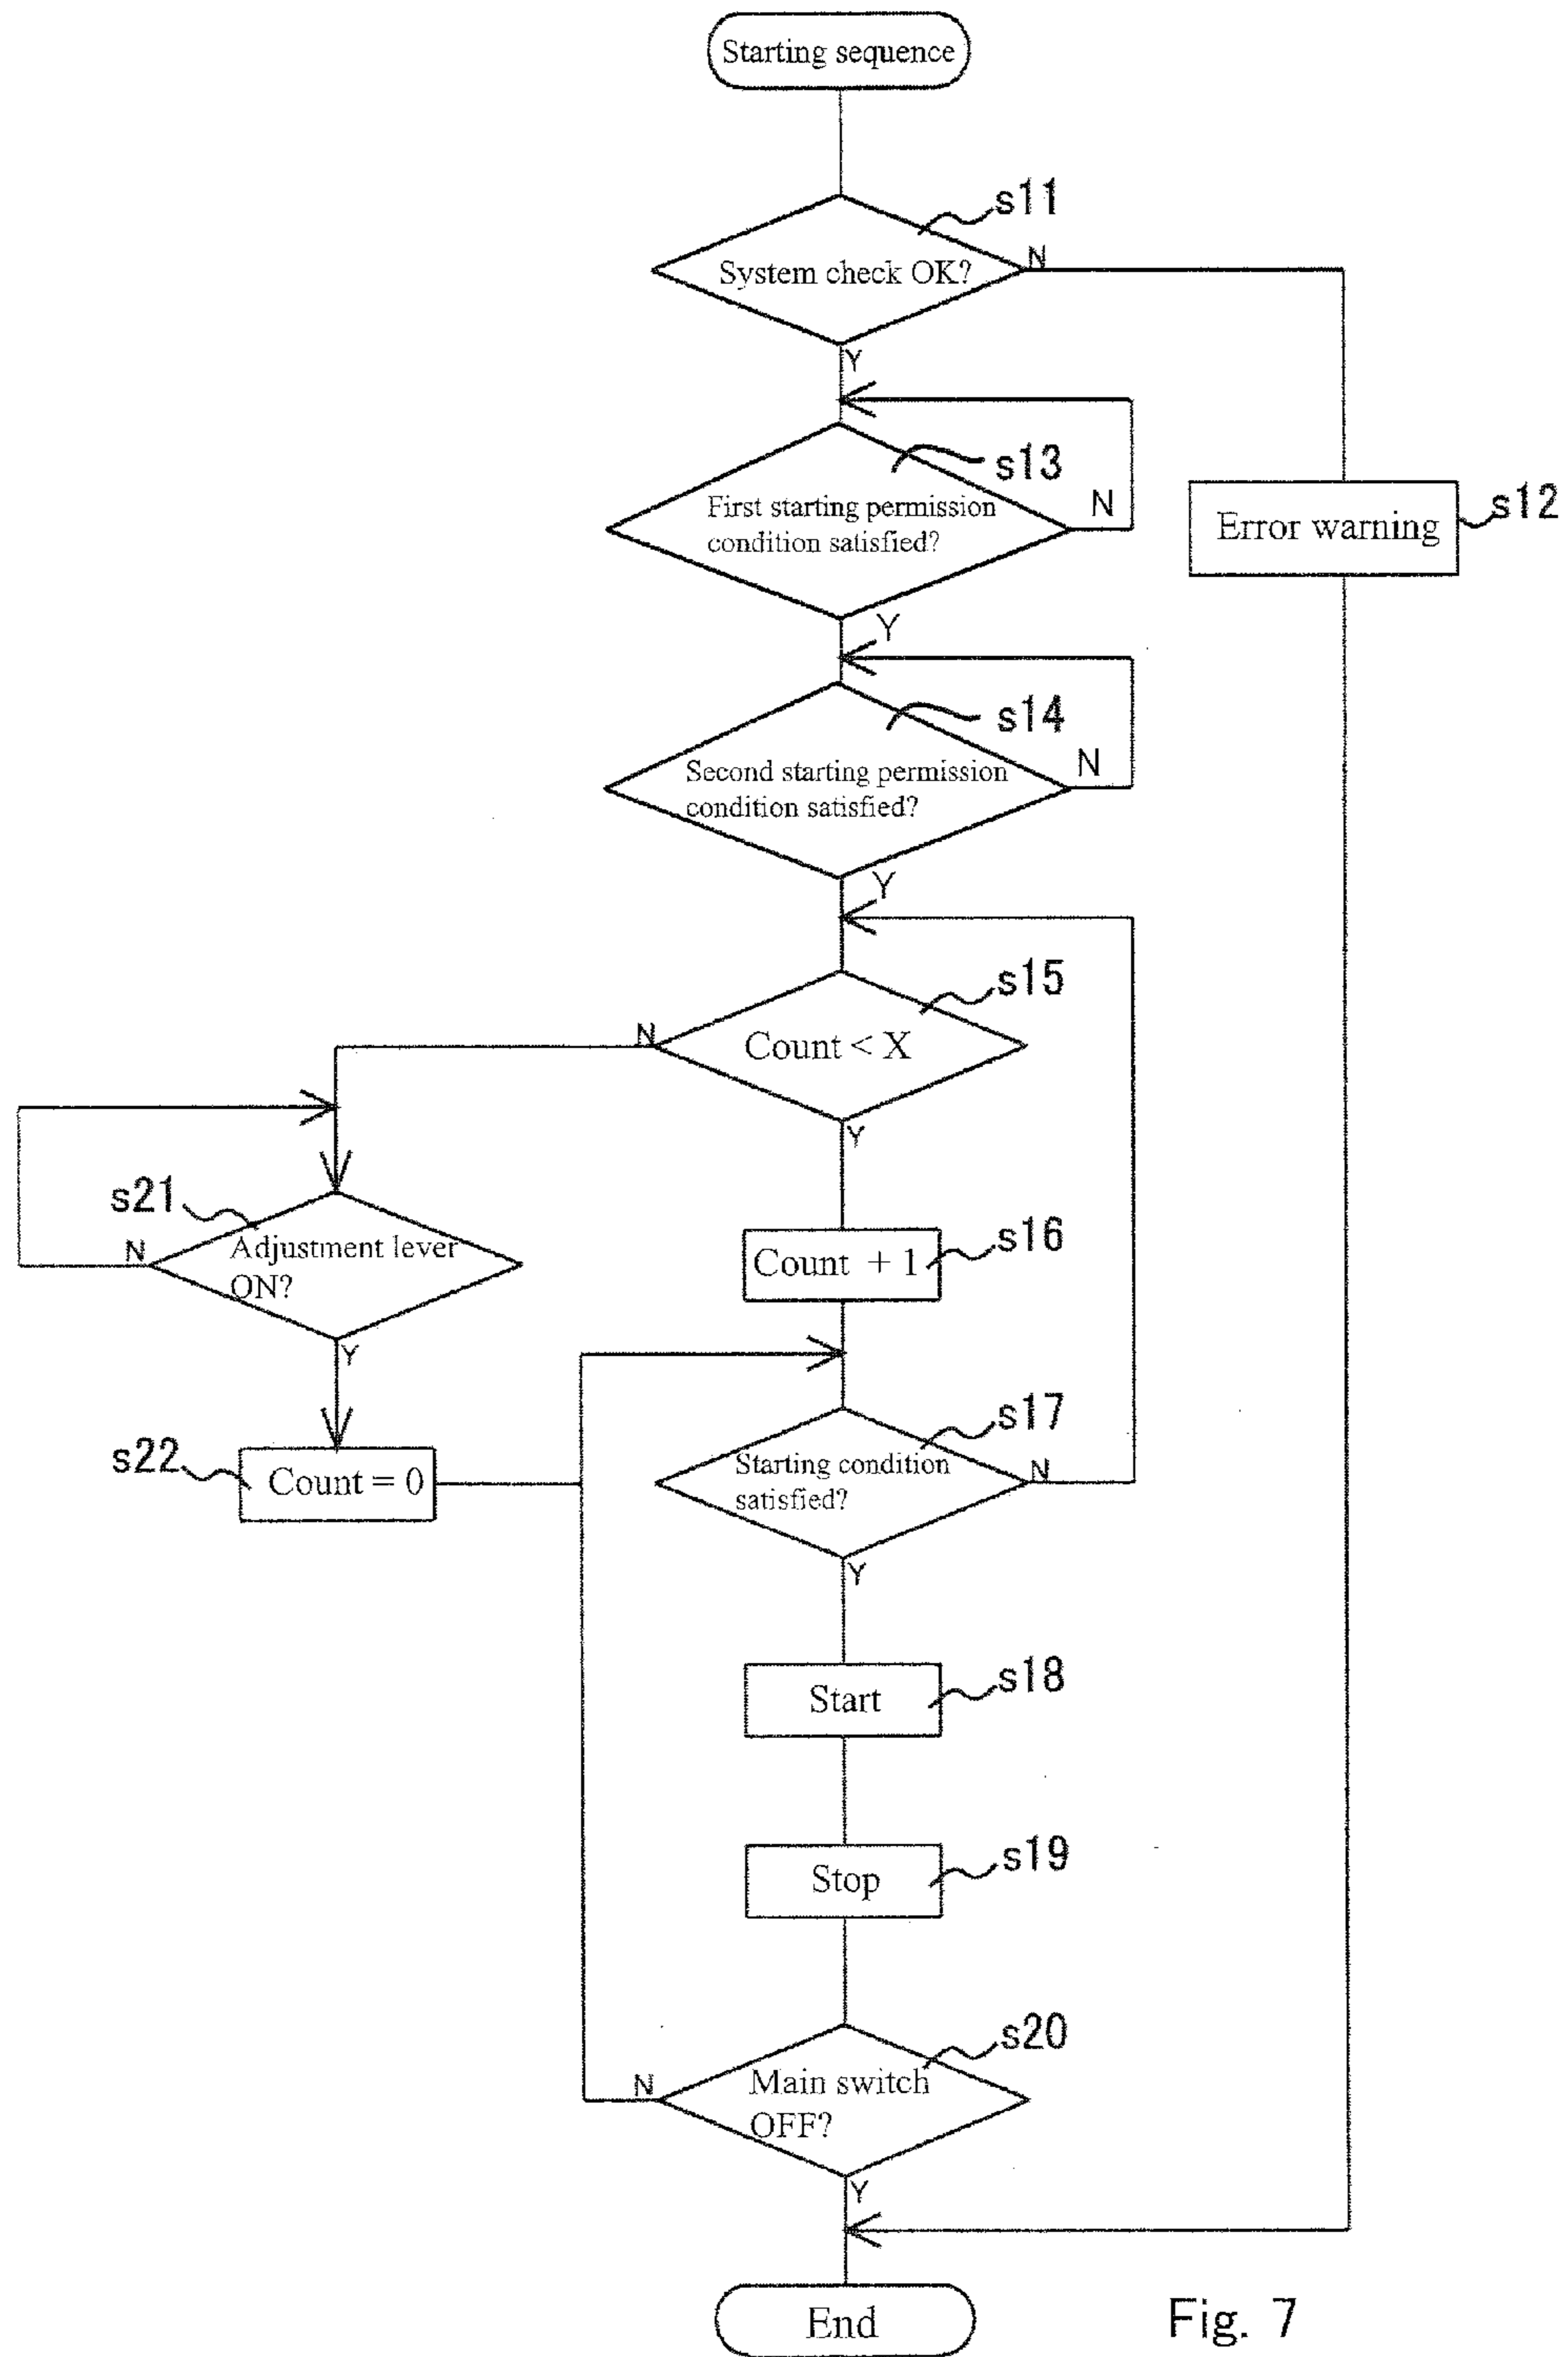 Starting sequence
s11
System check OK?
N
Y
s13
First starting permission
condition satisfied?
N
Error warning
s12
Y
s14
Second starting permission
condition satisfied?
N
Y
s15
Count < X
N
Y
s21
Adjustment lever
ON?
N
Y
s16
Count + 1
s17
Starting condition
satisfied?
N
Y
s22
Count = 0
s18
Start
s19
Stop
s20
Main switch
OFF?
N
Y
End
Fig. 7